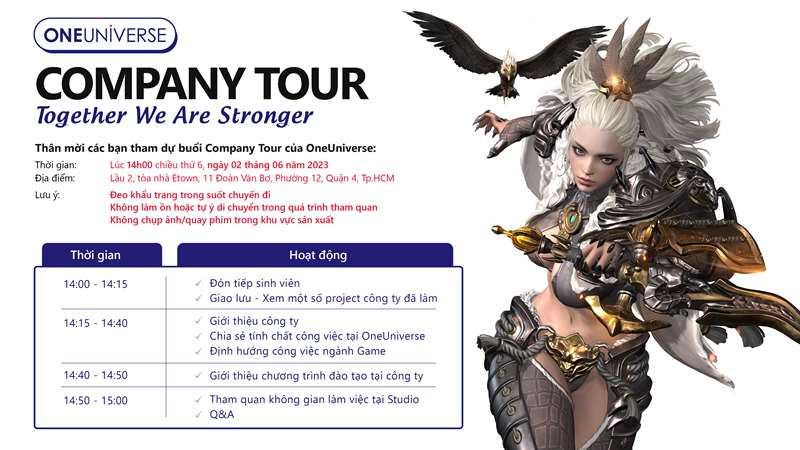 ONEUNIVERSE
COMPANY TOUR
Together We Are Stronger
Thân mời các bạn tham dự buổi Company Tour của OneUniverse:
Thời gian: Lúc 14h00 chiều thứ 6, ngày 02 tháng 06 năm 2023
Địa điểm: Lầu 2, tòa nhà Etown, 11 Đoàn Văn Bơ, Phường 12, Quận 4, Tp.HCM
Lưu ý: Đeo khẩu trang trong suốt chuyến đi
Không làm ồn hoặc tự ý di chuyển trong quá trình tham quan
Không chụp ảnh/quay phim trong khu vực sản xuất
Thời gian Hoạt động
14:00 - 14:15 Đón tiếp sinh viên
Giao lưu - Xem một số project công ty đã làm
14:15 - 14:40 Giới thiệu công ty
Chia sẻ tính chất công việc tại OneUniverse
Định hướng công việc ngành Game
14:40 - 14:50 Giới thiệu chương trình đào tạo tại công ty
14:50 - 15:00 Tham quan không gian làm việc tại Studio
Q&A